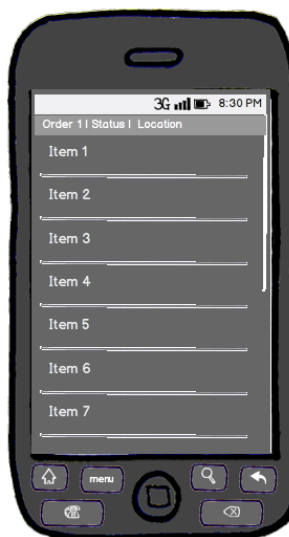 3G 8:30 PM
Order 1 | Status | Location
Item 1
Item 2
Item 3
Item 4
Item 5
Item 6
Item 7
menu